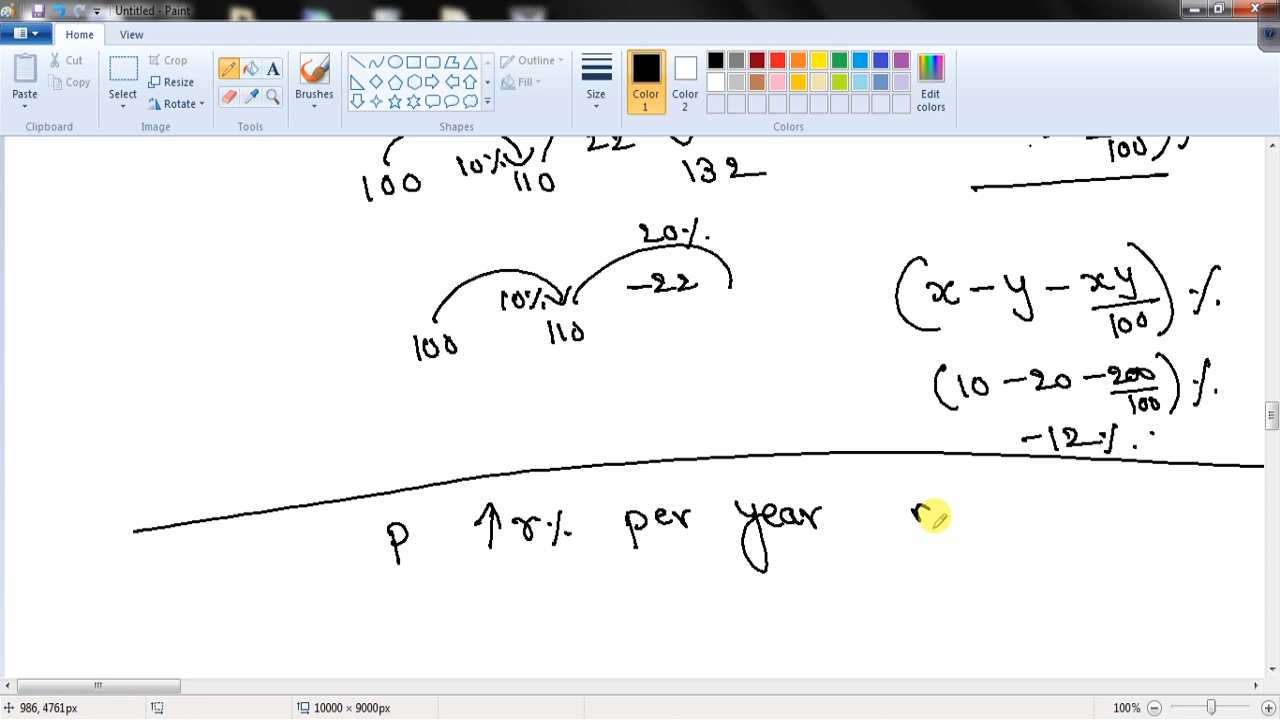 Untitled - Paint
Home View
Paste Cut Copy Clipboard
Select Crop Resize Rotate Image
A Tools
Brushes
Outline Fill Shapes
Size
Color 1 Color 2 Edit colors Colors
100 10% 110 22 132
100)
20%
100 10% 110 -22
(x - y - xy/100) %
(10 - 20 - 200/100) %
-12%
P ↑ r% per year
986, 4761px 10000 × 9000px 100%